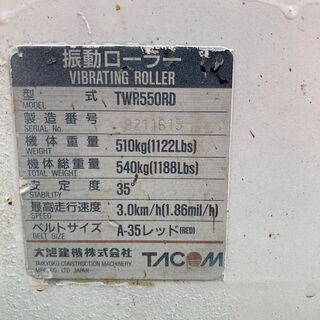 振動ローラー
VIBRATING ROLLER
型 式 TWR550RD
MODEL
製造番号 9211615
SERIAL No.
機体重量 510kg(1122Lbs)
WEIGHT
機体総重量 540kg(1188Lbs)
TOTAL WEIGHT
安定度 35°
STABILITY
最高走行速度 3.0km/h(1.86mil/h)
SPEED
ベルトサイズ A-35レッド(RED)
BELT SIZE
大旭建機株式会社 TACOM
TAIKYOKU CONSTRUCTION MACHINERY
MFG. CO. LTD. JAPAN